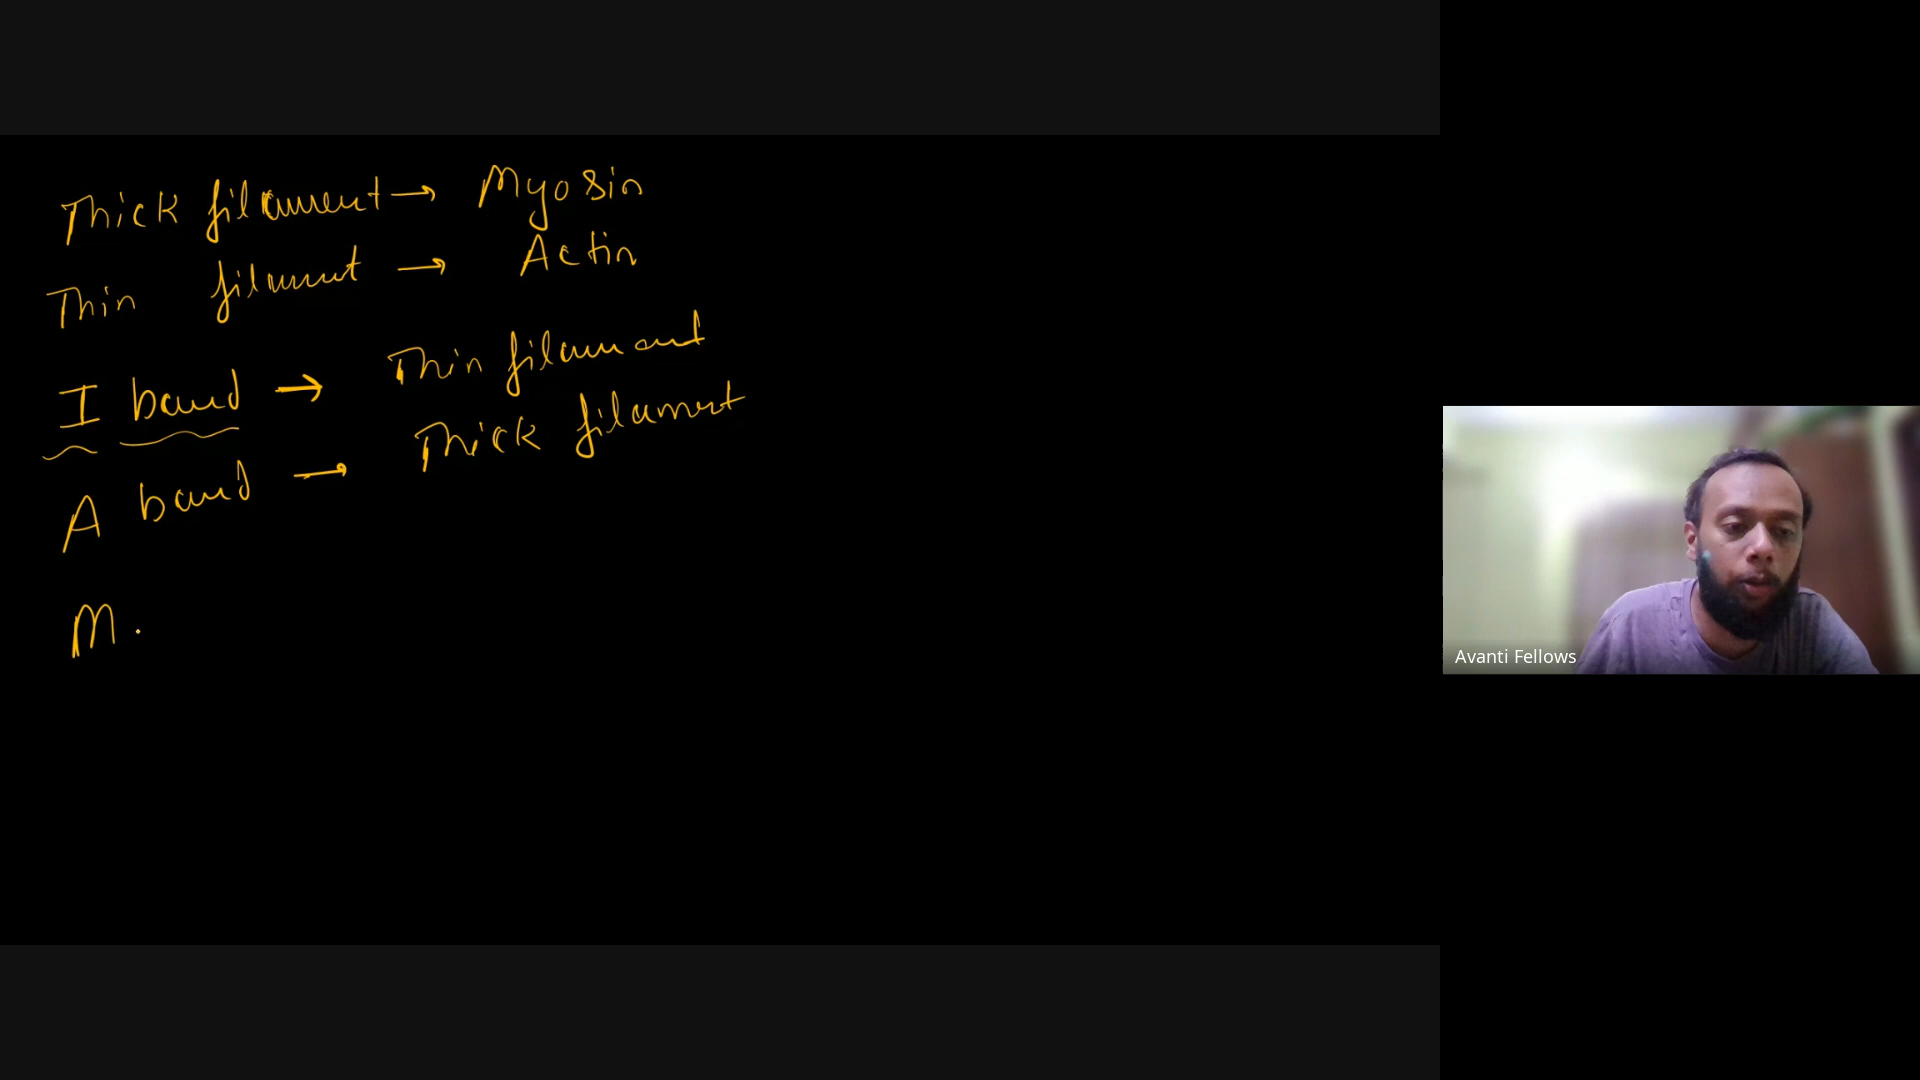 Thick filament → Myosin
Thin filament → Actin
I band → Thin filament
A band → Thick filament
M.
Avanti Fellows